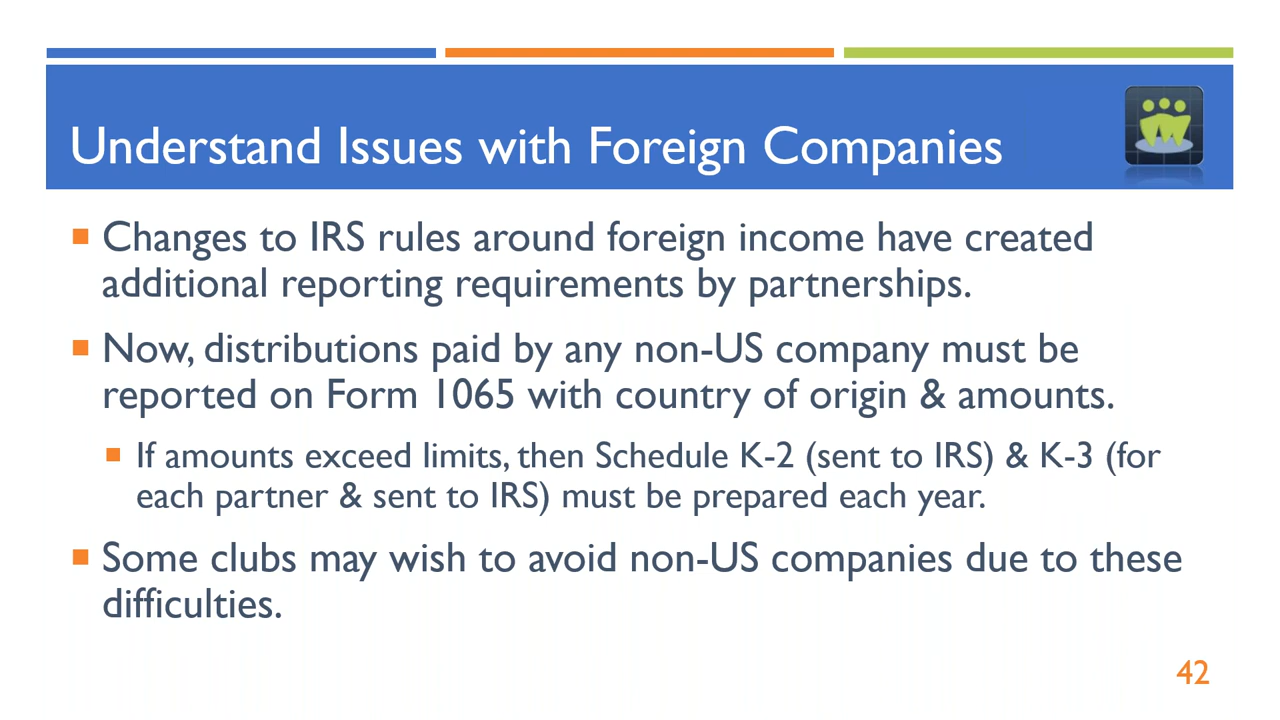 Understand Issues with Foreign Companies
Changes to IRS rules around foreign income have created
additional reporting requirements by partnerships.
Now, distributions paid by any non-US company must be
reported on Form 1065 with country of origin & amounts.
If amounts exceed limits, then Schedule K-2 (sent to IRS) & K-3 (for
each partner & sent to IRS) must be prepared each year.
Some clubs may wish to avoid non-US companies due to these
difficulties.
42